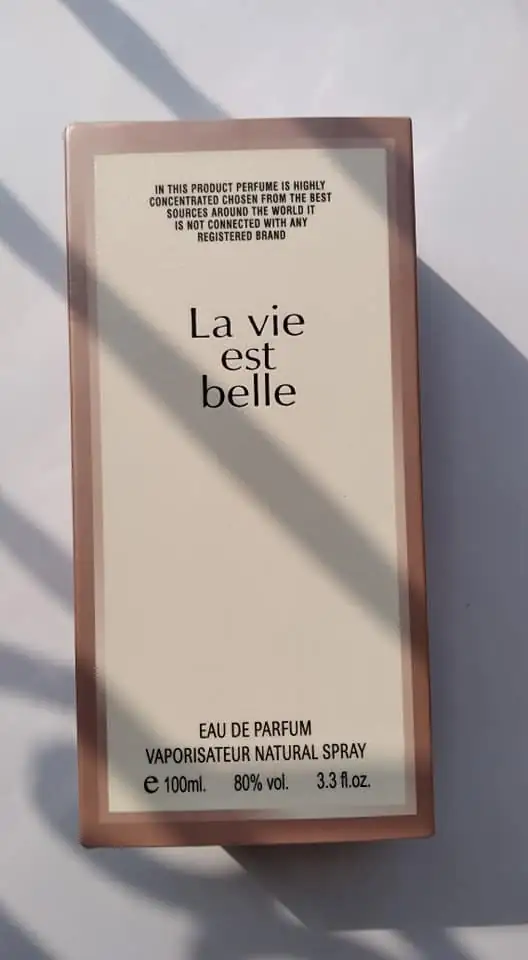 IN THIS PRODUCT PERFUME IS HIGHLY
CONCENTRATED CHOSEN FROM THE BEST
SOURCES AROUND THE WORLD IT
IS NOT CONNECTED WITH ANY
REGISTERED BRAND
La vie
est
belle
EAU DE PARFUM
VAPORISATEUR NATURAL SPRAY
e 100ml. 80% vol. 3.3 fl.oz.